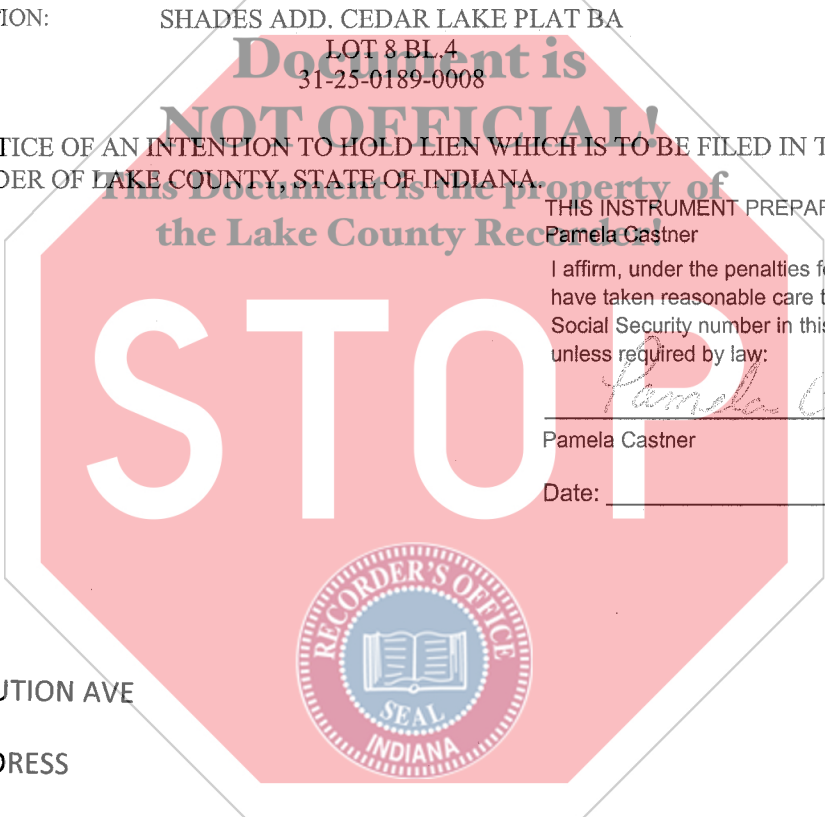 ION: SHADES ADD. CEDAR LAKE PLAT BA
Document is
LOT 8 BL.4
31-25-0189-0008
NOT OFFICIAL!
TICE OF AN INTENTION TO HOLD LIEN WHICH IS TO BE FILED IN T
DER OF LAKE COUNTY, STATE OF INDIANA.
This Document is the property of
the Lake County Recorder!
THIS INSTRUMENT PREPAR
Pamela Castner
I affirm, under the penalties f
have taken reasonable care t
Social Security number in this
unless required by law:
Pamela C
Pamela Castner
Date:
STOP
RECORDER'S OFFICE
SEAL
INDIANA
UTION AVE
DRESS